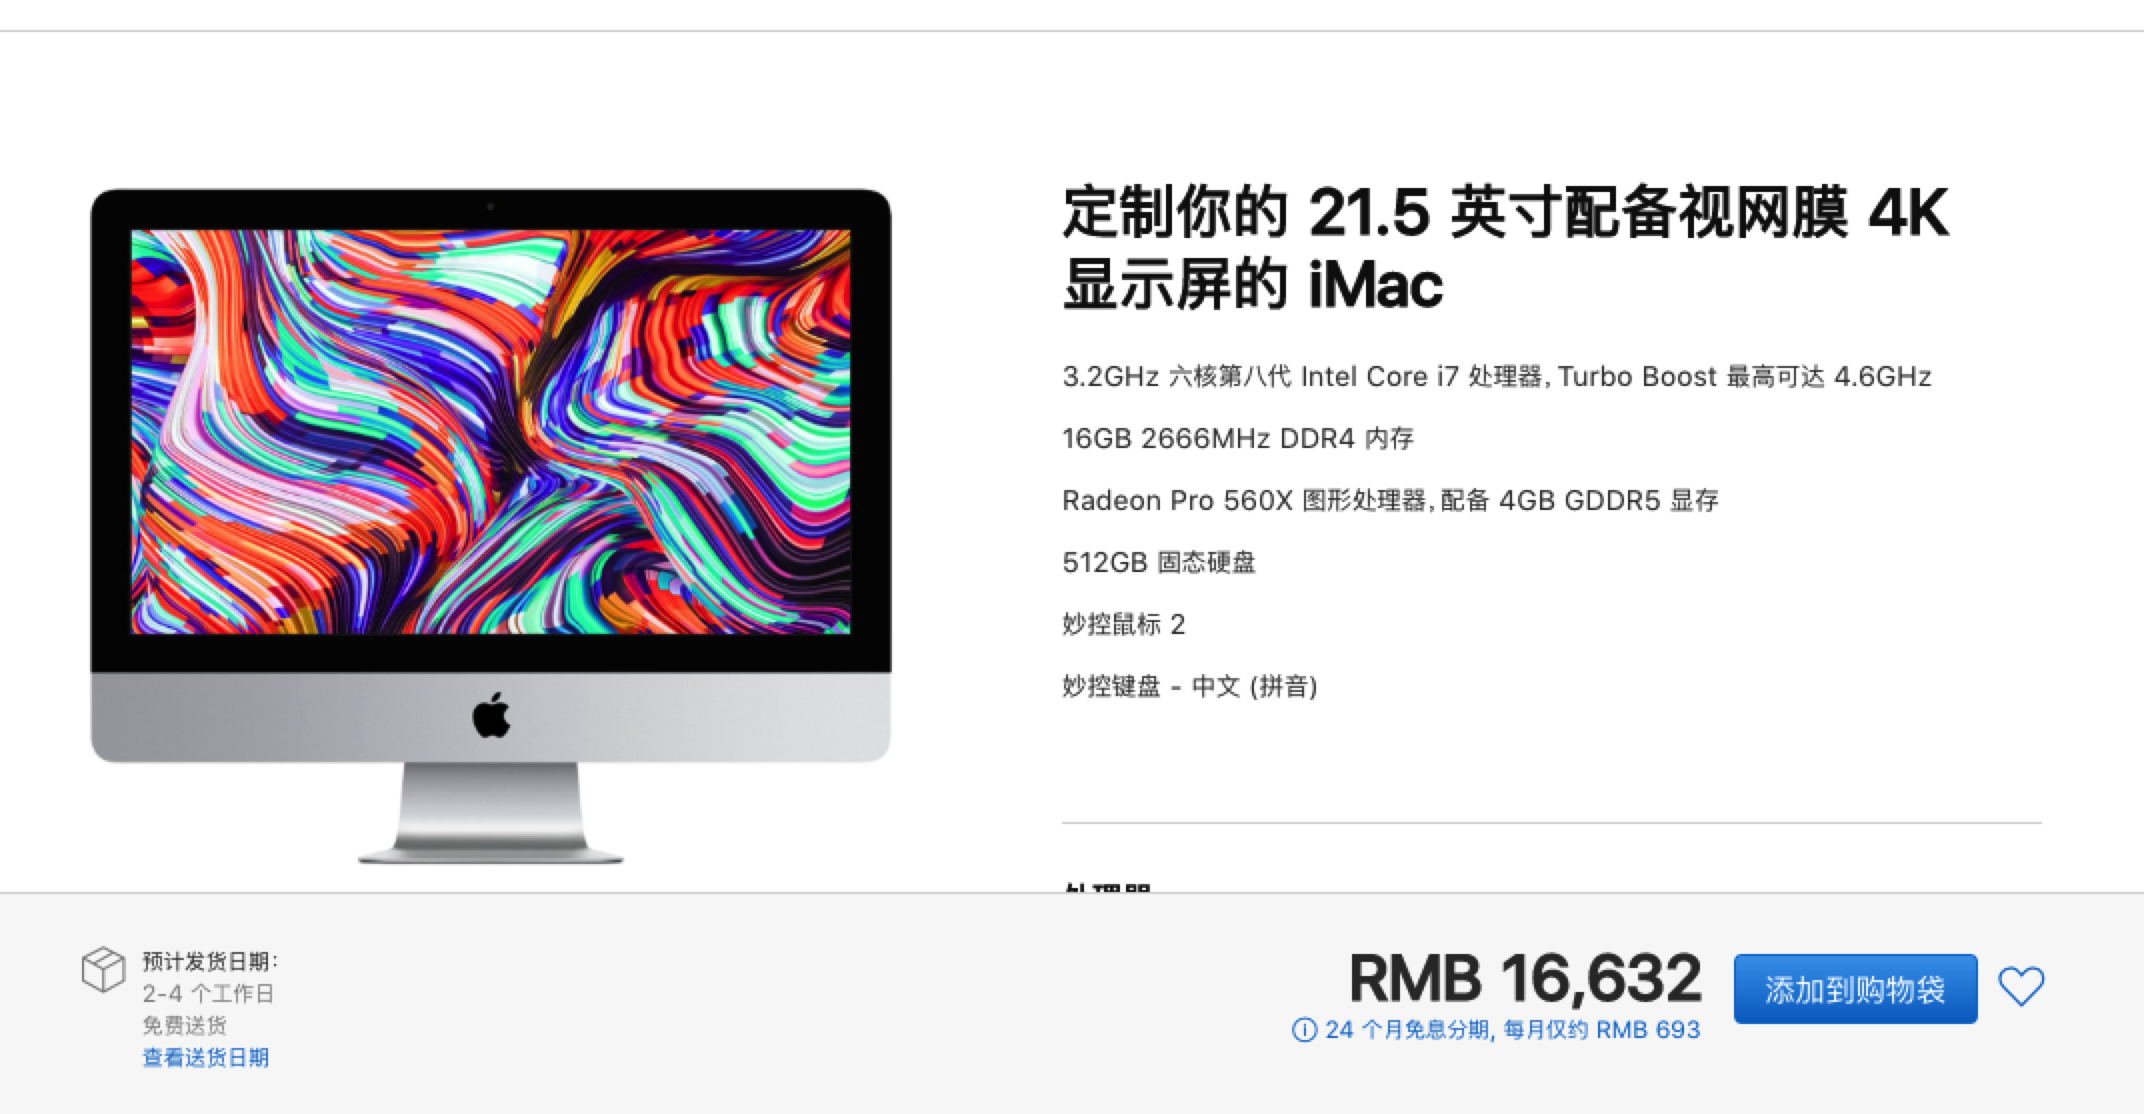 定制你的 21.5 英寸配备视网膜 4K
显示屏的 iMac
3.2GHz 六核第八代 Intel Core i7 处理器, Turbo Boost 最高可达 4.6GHz
16GB 2666MHz DDR4 内存
Radeon Pro 560X 图形处理器, 配备 4GB GDDR5 显存
512GB 固态硬盘
妙控鼠标 2
妙控键盘 - 中文 (拼音)
处理器
预计发货日期:
2-4 个工作日
免费送货
查看送货日期
RMB 16,632
24 个月免息分期, 每月仅约 RMB 693
添加到购物袋